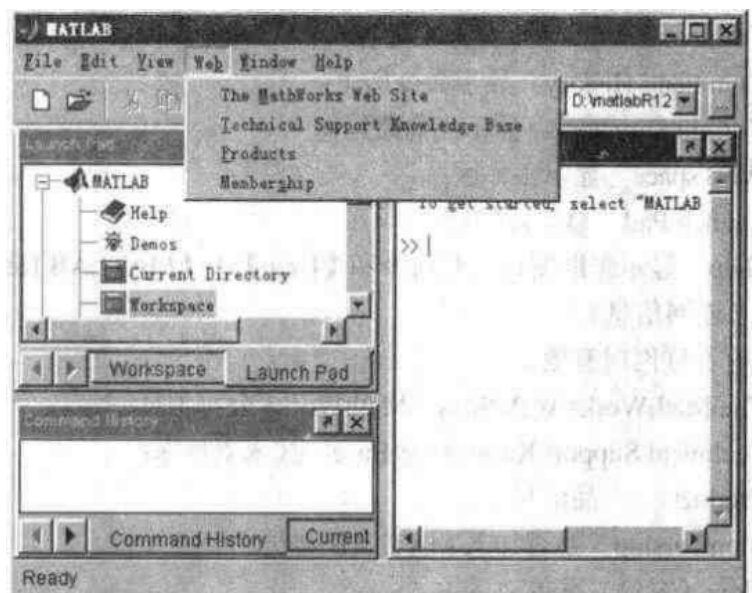 MATLAB
File Edit View Web Window Help
The MathWorks Web Site
Technical Support Knowledge Base
Products
Membership
D:\matlabR12
Launch Pad
MATLAB
Help
Demos
Current Directory
Workspace
To get started, select "MATLAB
>>
Workspace Launch Pad
Command History
Command History Current
Ready